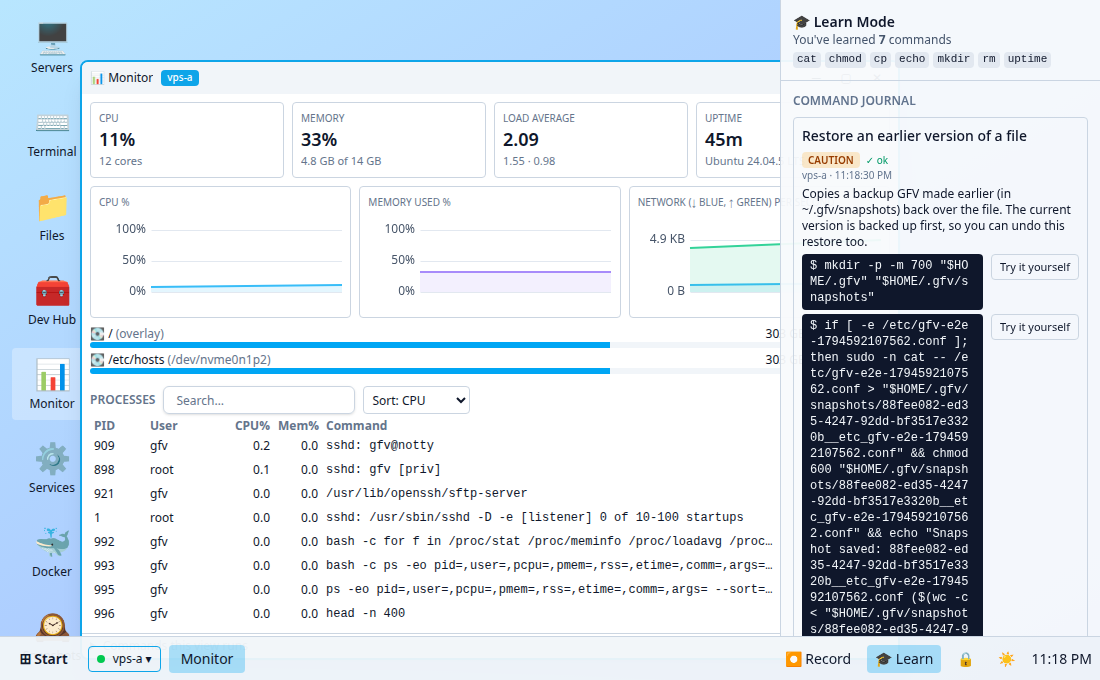 Servers
Terminal
Files
Dev Hub
Monitor
Services
Docker
Monitor vps-a
CPU
11%
12 cores
MEMORY
33%
4.8 GB of 14 GB
LOAD AVERAGE
2.09
1.55 · 0.98
UPTIME
45m
Ubuntu 24.04.
CPU %
100%
50%
0%
MEMORY USED %
100%
50%
0%
NETWORK (↓ BLUE, ↑ GREEN) P
4.9 KB
0 B
/ (overlay)
30
/etc/hosts (/dev/nvme0n1p2)
30
PROCESSES Search... Sort: CPU
PID User CPU% Mem% Command
909 gfv 0.2 0.0 sshd: gfv@notty
898 root 0.1 0.0 sshd: gfv [priv]
921 gfv 0.0 0.0 /usr/lib/openssh/sftp-server
1 root 0.0 0.0 sshd: /usr/sbin/sshd -D -e [listener] 0 of 10-100 startups
992 gfv 0.0 0.0 bash -c for f in /proc/stat /proc/meminfo /proc/loadavg /proc…
993 gfv 0.0 0.0 bash -c ps -eo pid=,user=,pcpu=,pmem=,rss=,etime=,comm=,args=…
995 gfv 0.0 0.0 ps -eo pid=,user=,pcpu=,pmem=,rss=,etime=,comm=,args= --sort=…
996 gfv 0.0 0.0 head -n 400
Learn Mode
You've learned 7 commands
cat chmod cp echo mkdir rm uptime
COMMAND JOURNAL
Restore an earlier version of a file
CAUTION ✓ ok
vps-a · 11:18:30 PM
Copies a backup GFV made earlier (in
~/.gfv/snapshots) back over the file. The current
version is backed up first, so you can undo this
restore too.
$ mkdir -p -m 700 "$HO
ME/.gfv" "$HOME/.gfv/s
napshots"
Try it yourself
$ if [ -e /etc/gfv-e2e
-1794592107562.conf ];
then sudo -n cat -- /e
tc/gfv-e2e-17945921075
62.conf > "$HOME/.gfv/
snapshots/88fee082-ed3
5-4247-92dd-bf3517e332
0b__etc_gfv-e2e-179459
2107562.conf" && chmod
600 "$HOME/.gfv/snapsh
ots/88fee082-ed35-4247
-92dd-bf3517e3320b__et
c_gfv-e2e-179459210756
2.conf" && echo "Snaps
hot saved: 88fee082-ed
35-4247-92dd-bf3517e33
20b__etc_gfv-e2e-17945
92107562.conf ($(wc -c
< "$HOME/.gfv/snapshot
s/88fee082-ed35-4247-9
Try it yourself
Start vps-a ▾ Monitor Record Learn 11:18 PM